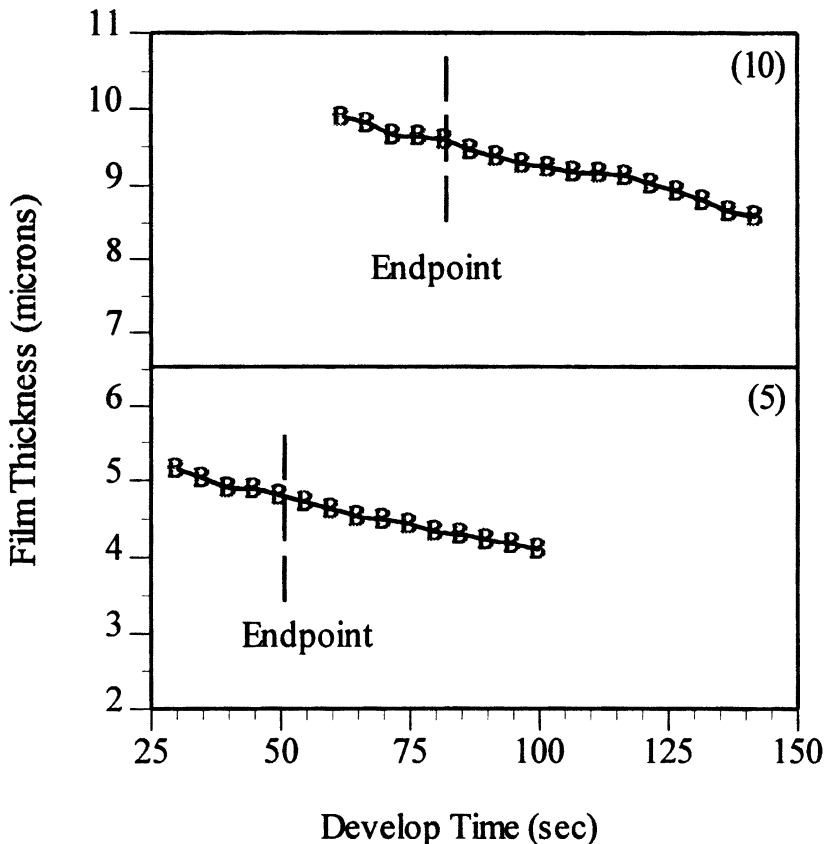 11
(10)
10
9
8
Endpoint
7
Film Thickness (microns)
6
(5)
5
4
3
Endpoint
2
25 50 75 100 125 150
Develop Time (sec)